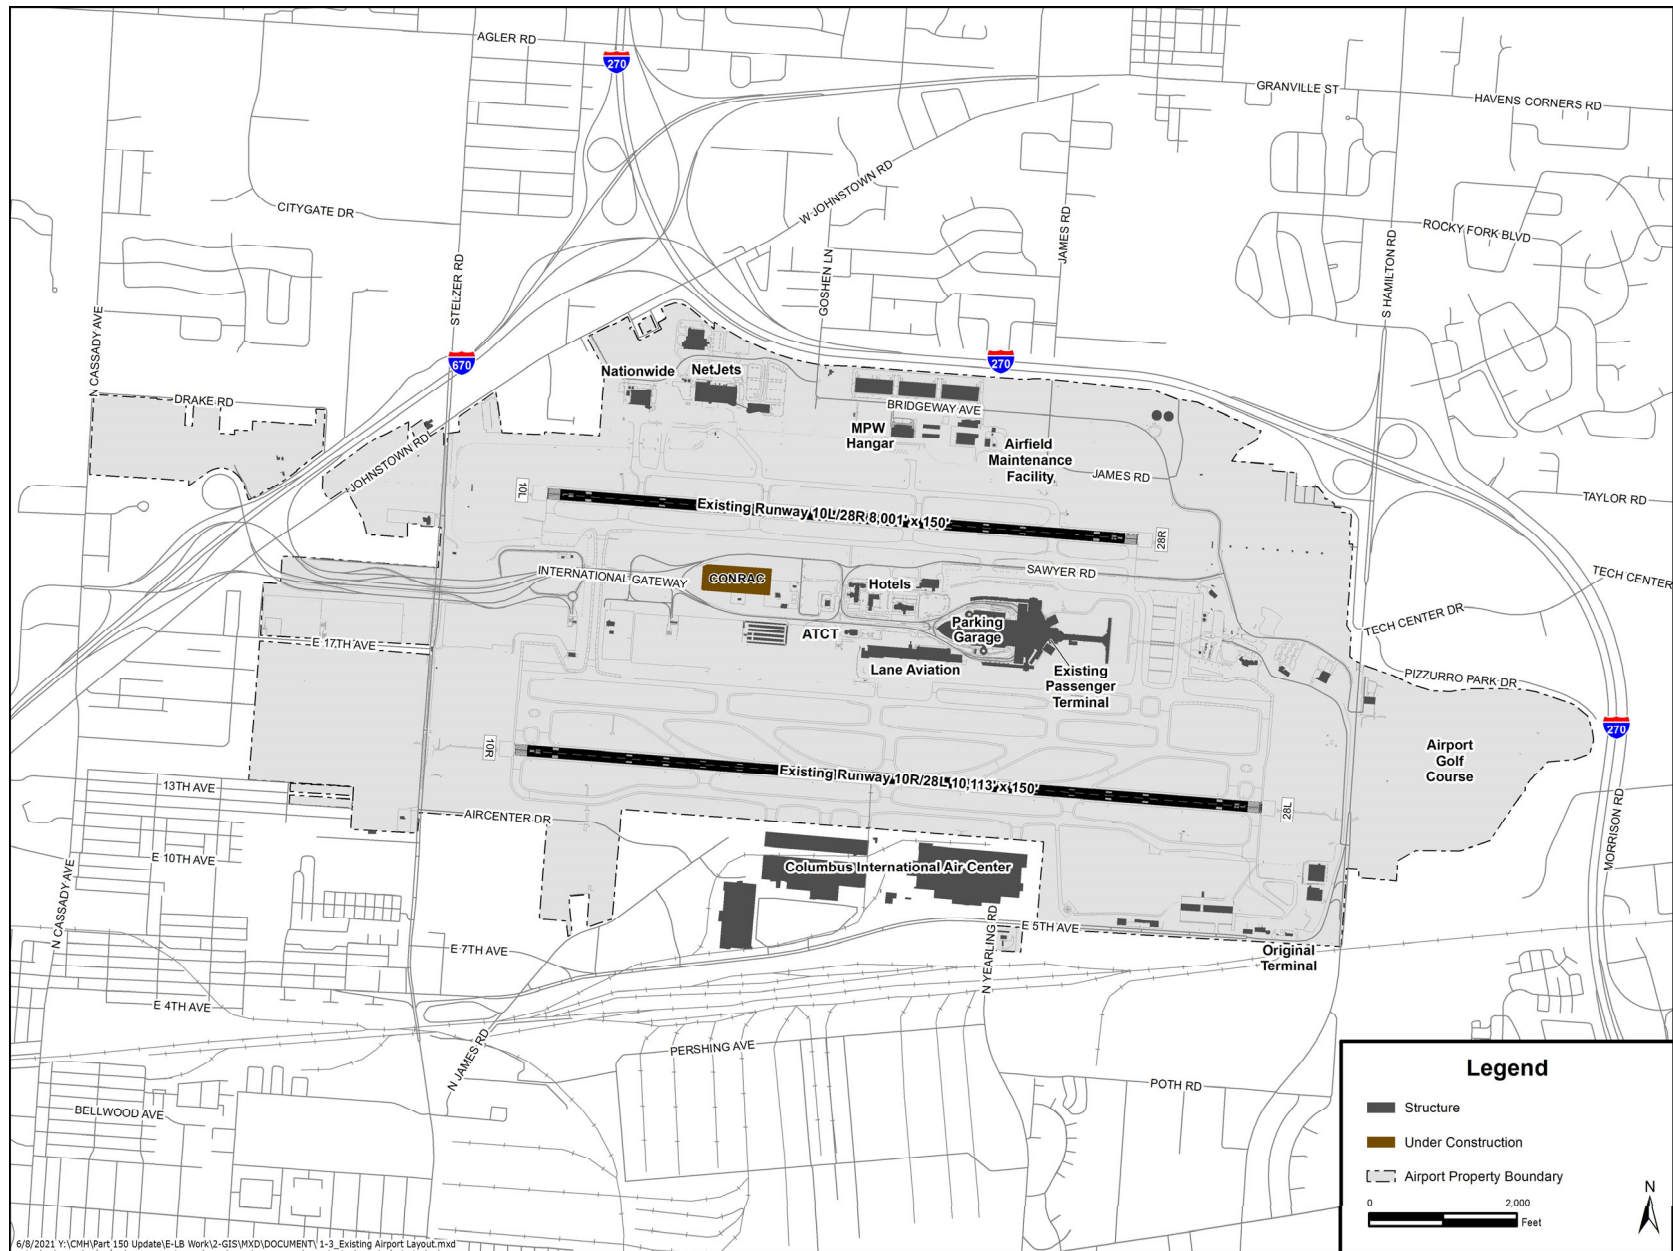 AGLER RD
270
GRANVILLE ST
HAVENS CORNERS RD
W JOHNSTOWN RD
CITYGATE DR
JAMES RD
ROCKY FORK BLVD
STELZER RD
GOSHEN LN
S HAMILTON RD
N CASSADY AVE
670
270
Nationwide
NetJets
DRAKE RD
BRIDGEWAY AVE
MPW
Hangar
Airfield
Maintenance
Facility
JOHNSTOWN RD
JAMES RD
TAYLOR RD
10L
Existing Runway 10L/28R 8,001' x 150'
28R
INTERNATIONAL GATEWAY
CONRAC
Hotels
SAWYER RD
TECH CENTER
TECH CENTER DR
Parking
Garage
ATCT
E 17TH AVE
Lane Aviation
Existing
Passenger
Terminal
PIZZURRO PARK DR
270
10R
Existing Runway 10R/28L 10,113' x 150'
28L
Airport
Golf
Course
13TH AVE
AIRCENTER DR
MORRISON RD
E 10TH AVE
Columbus International Air Center
N CASSADY AVE
E 7TH AVE
N YEARLING RD
E 5TH AVE
Original
Terminal
E 4TH AVE
N JAMES RD
PERSHING AVE
POTH RD
BELLWOOD AVE
Legend
Structure
Under Construction
Airport Property Boundary
0 2,000
Feet
N
6/8/2021 Y:\CMH\Part 150 Update\E-LB Work\2-GIS\MXD\DOCUMENT\ 1-3_Existing Airport Layout.mxd